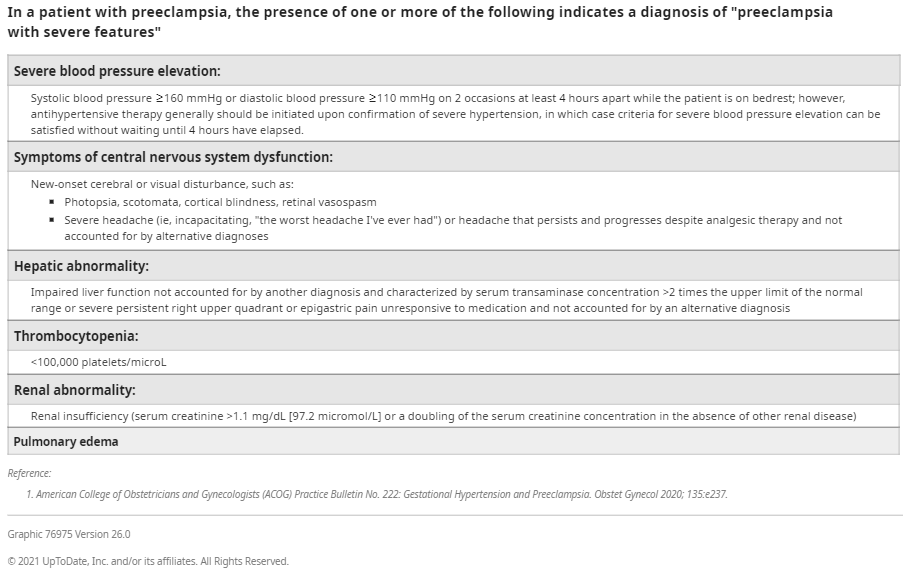 In a patient with preeclampsia, the presence of one or more of the following indicates a diagnosis of "preeclampsia
with severe features"
Severe blood pressure elevation:
Systolic blood pressure ≥160 mmHg or diastolic blood pressure ≥110 mmHg on 2 occasions at least 4 hours apart while the patient is on bedrest; however,
antihypertensive therapy generally should be initiated upon confirmation of severe hypertension, in which case criteria for severe blood pressure elevation can be
satisfied without waiting until 4 hours have elapsed.
Symptoms of central nervous system dysfunction:
New-onset cerebral or visual disturbance, such as:
▪ Photopsia, scotomata, cortical blindness, retinal vasospasm
▪ Severe headache (ie, incapacitating, "the worst headache I've ever had") or headache that persists and progresses despite analgesic therapy and not
accounted for by alternative diagnoses
Hepatic abnormality:
Impaired liver function not accounted for by another diagnosis and characterized by serum transaminase concentration >2 times the upper limit of the normal
range or severe persistent right upper quadrant or epigastric pain unresponsive to medication and not accounted for by an alternative diagnosis
Thrombocytopenia:
<100,000 platelets/microL
Renal abnormality:
Renal insufficiency (serum creatinine >1.1 mg/dL [97.2 micromol/L] or a doubling of the serum creatinine concentration in the absence of other renal disease)
Pulmonary edema
Reference:
1. American College of Obstetricians and Gynecologists (ACOG) Practice Bulletin No. 222: Gestational Hypertension and Preeclampsia. Obstet Gynecol 2020; 135:e237.
Graphic 76975 Version 26.0
© 2021 UpToDate, Inc. and/or its affiliates. All Rights Reserved.